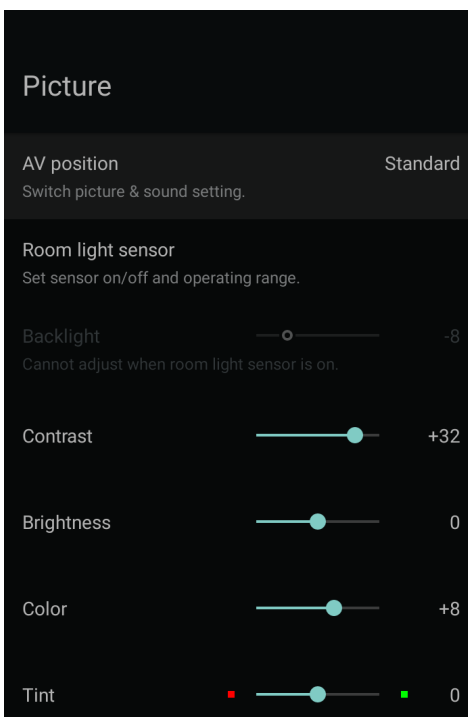 Picture
AV position Standard
Switch picture & sound setting.
Room light sensor
Set sensor on/off and operating range.
Backlight -8
Cannot adjust when room light sensor is on.
Contrast +32
Brightness 0
Color +8
Tint 0